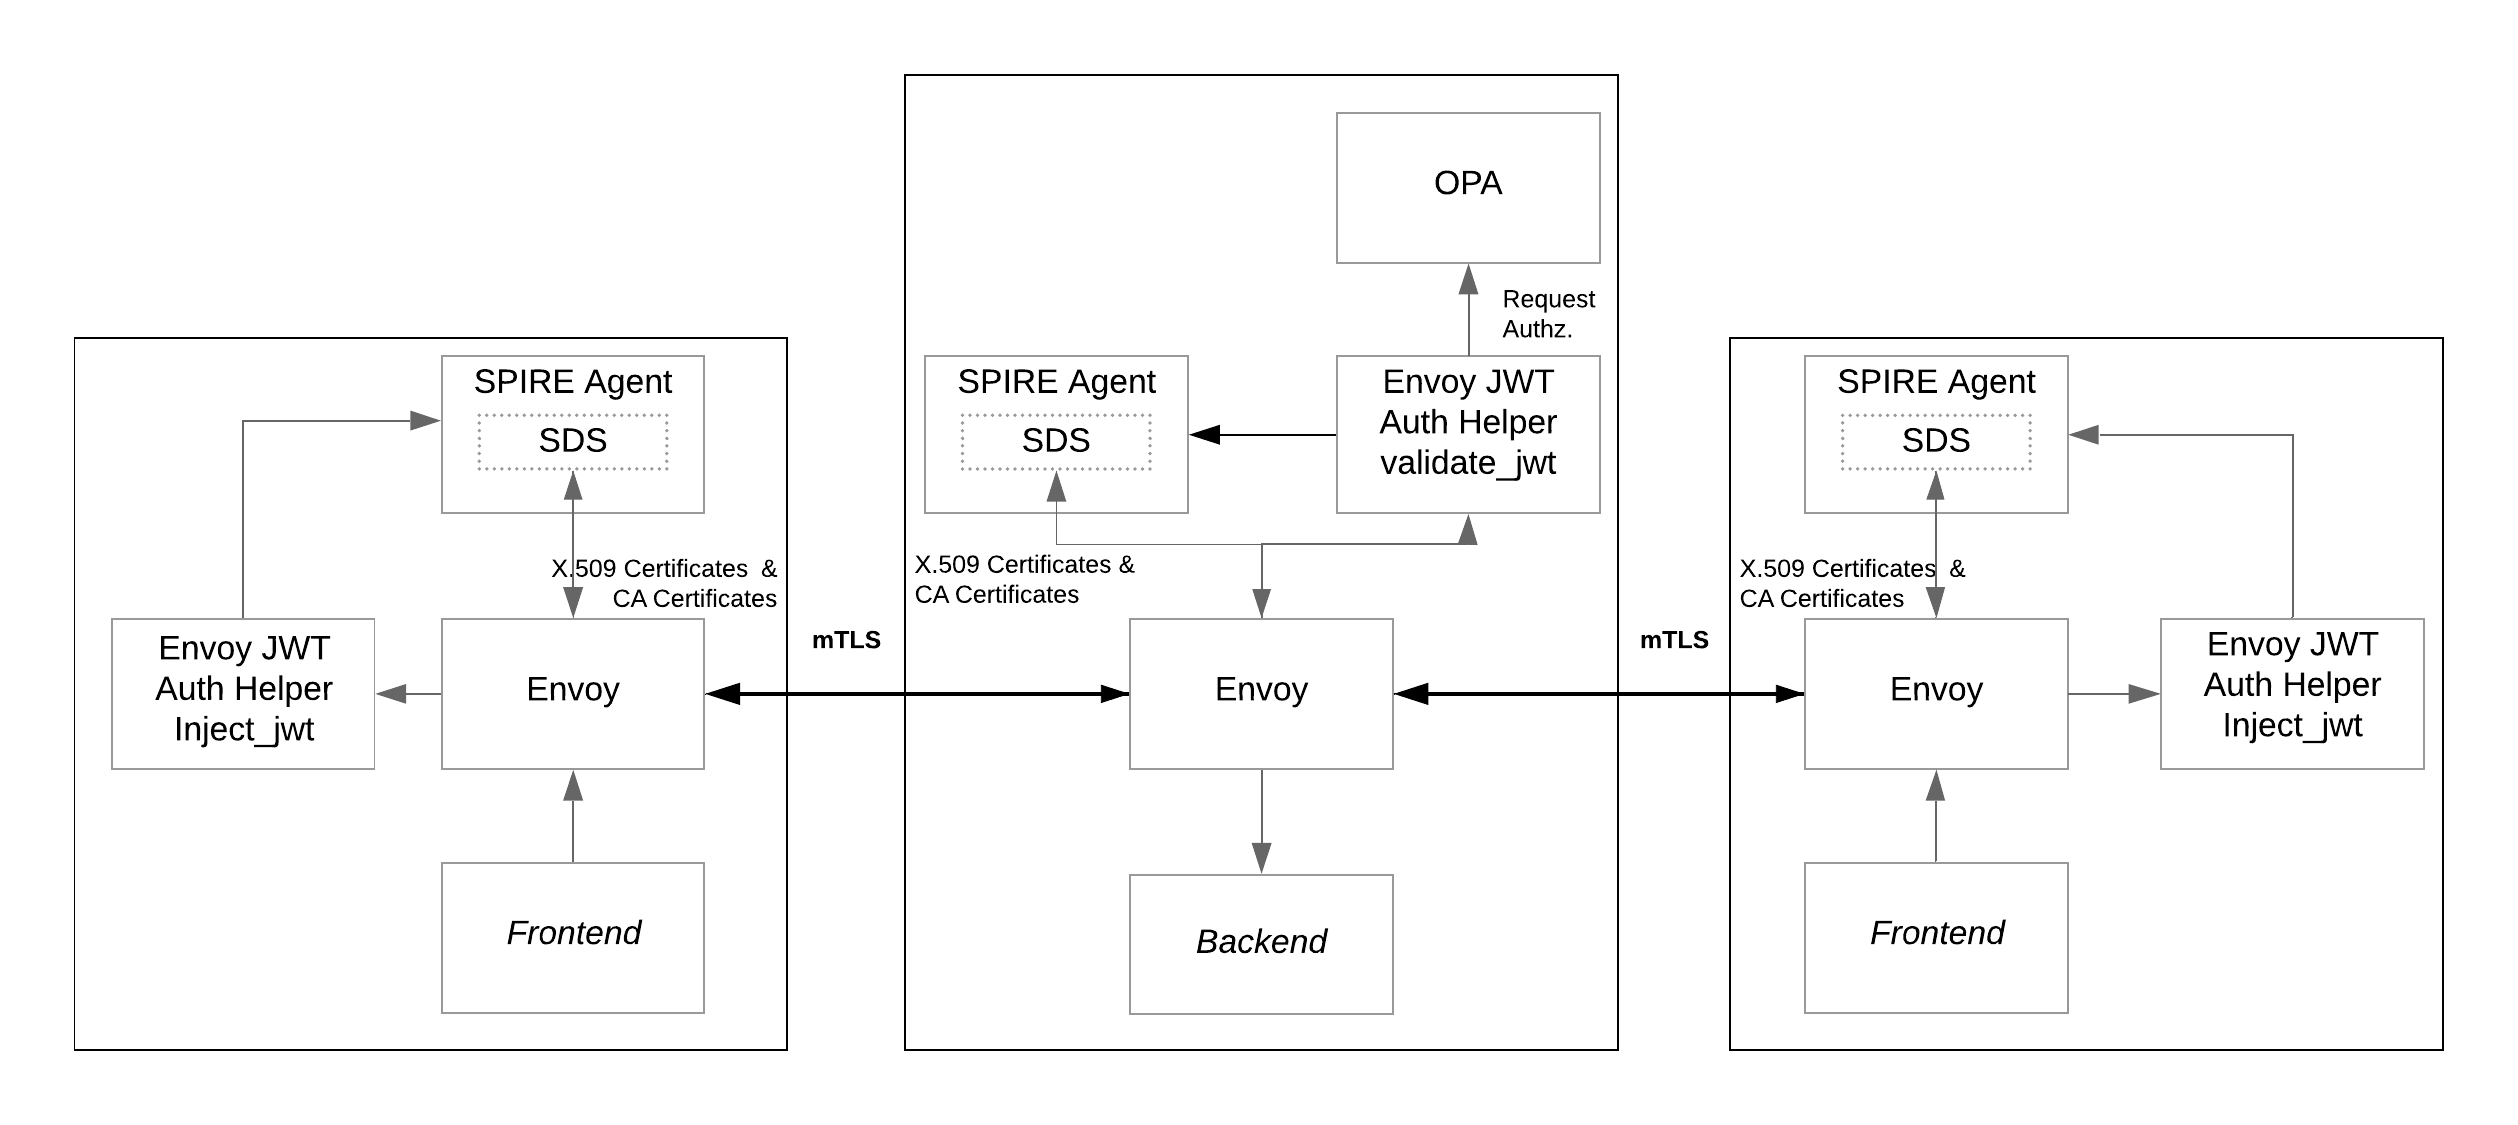 OPA
Request
Authz.
SPIRE Agent
SDS
X.509 Certificates &
CA Certificates
Envoy JWT
Auth Helper
Inject_jwt
Envoy
Frontend
mTLS
SPIRE Agent
SDS
Envoy JWT
Auth Helper
validate_jwt
X.509 Certificates &
CA Certificates
Envoy
Backend
mTLS
SPIRE Agent
SDS
X.509 Certificates &
CA Certificates
Envoy
Envoy JWT
Auth Helper
Inject_jwt
Frontend